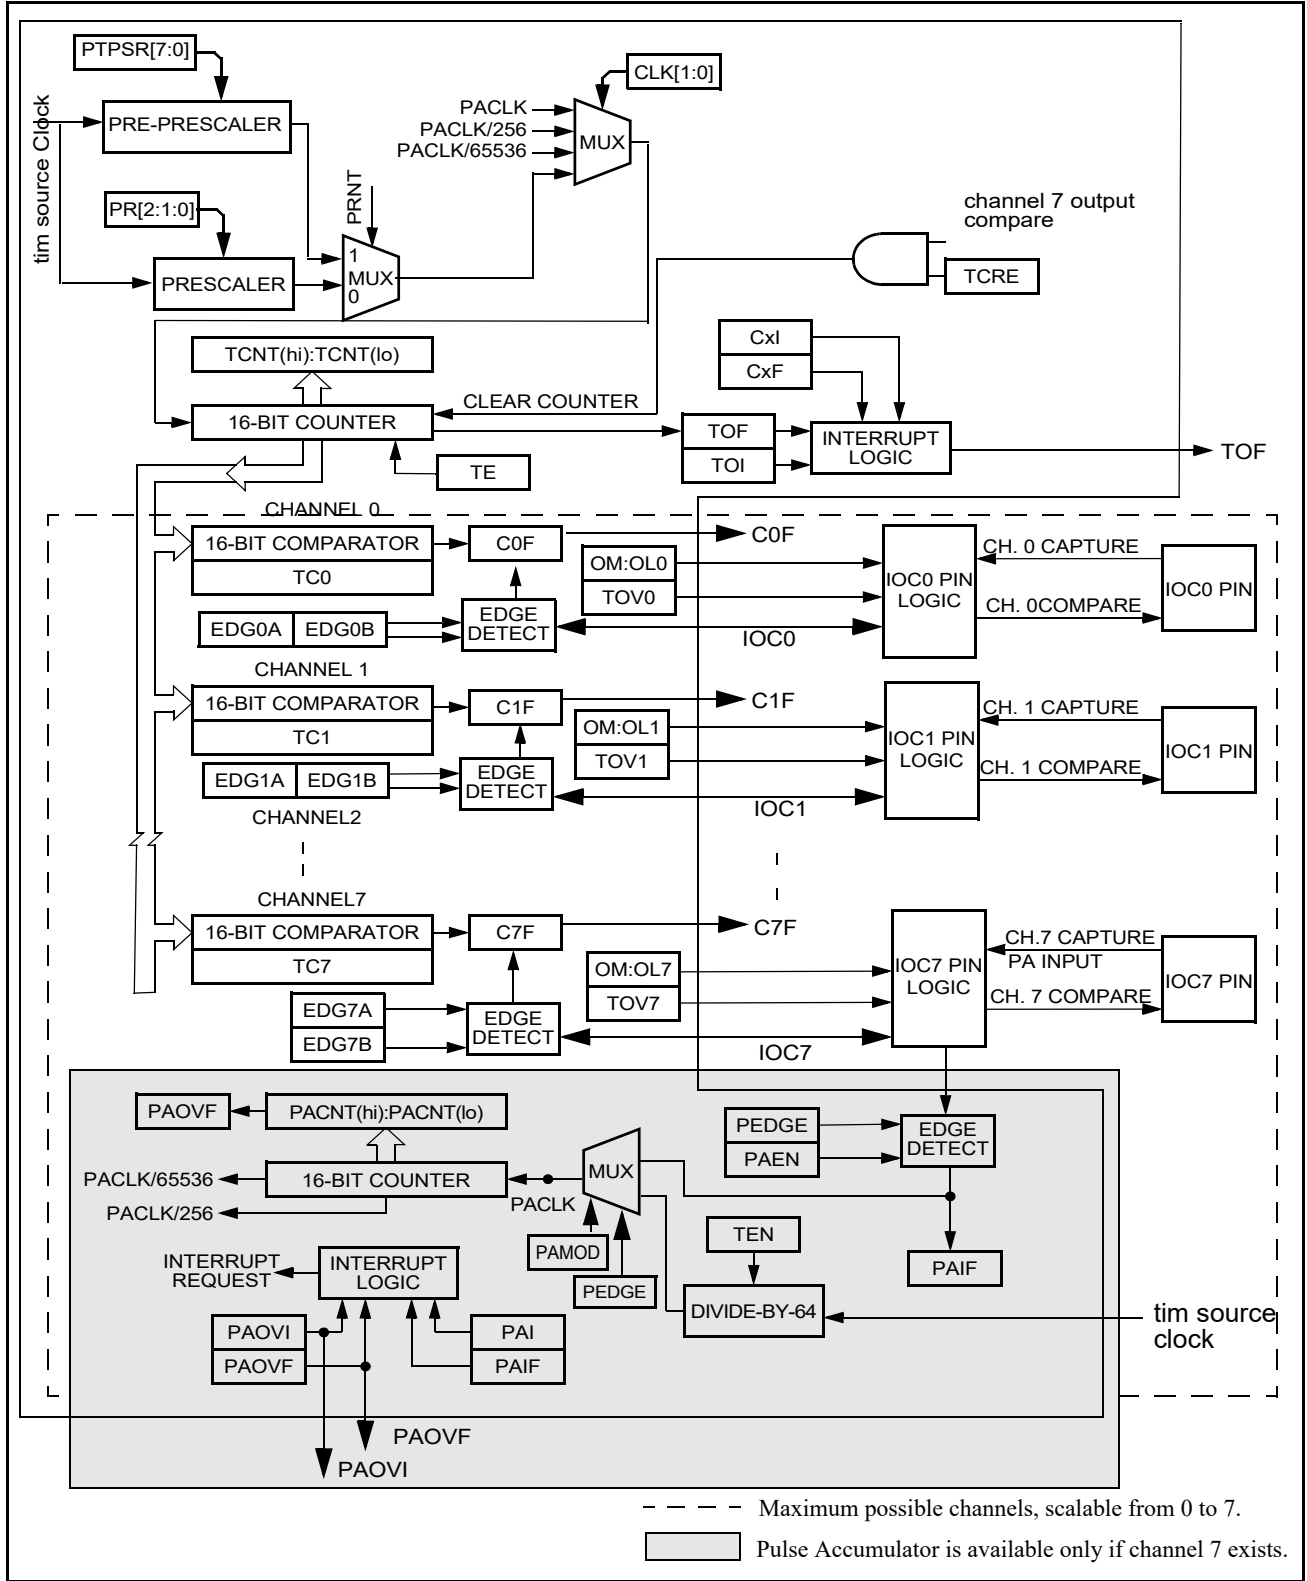 PTPSR[7:0]
CLK[1:0]
tim source Clock
PRE-PRESCALER
PACLK
PACLK/256
PACLK/65536
MUX
PR[2:1:0]
PRNT
channel 7 output
compare
PRESCALER
1
MUX
0
TCRE
TCNT(hi):TCNT(lo)
CxI
CxF
CLEAR COUNTER
16-BIT COUNTER
TOF
TOI
INTERRUPT
LOGIC
TOF
TE
CHANNEL 0
16-BIT COMPARATOR
TC0
C0F
C0F
OM:OL0
TOV0
IOC0 PIN
LOGIC
CH. 0 CAPTURE
CH. 0COMPARE
IOC0 PIN
EDG0A
EDG0B
EDGE
DETECT
IOC0
CHANNEL 1
16-BIT COMPARATOR
TC1
C1F
C1F
OM:OL1
TOV1
IOC1 PIN
LOGIC
CH. 1 CAPTURE
CH. 1 COMPARE
IOC1 PIN
EDG1A
EDG1B
EDGE
DETECT
IOC1
CHANNEL2
CHANNEL7
16-BIT COMPARATOR
TC7
C7F
C7F
OM:OL7
TOV7
IOC7 PIN
LOGIC
CH.7 CAPTURE
PA INPUT
CH. 7 COMPARE
IOC7 PIN
EDG7A
EDG7B
EDGE
DETECT
IOC7
PAOVF
PACNT(hi):PACNT(lo)
PEDGE
PAEN
EDGE
DETECT
PACLK/65536
16-BIT COUNTER
PACLK
MUX
PACLK/256
PAMOD
TEN
INTERRUPT
REQUEST
INTERRUPT
LOGIC
PEDGE
PAIF
DIVIDE-BY-64
tim source
clock
PAOVI
PAOVF
PAI
PAIF
PAOVF
PAOVI
Maximum possible channels, scalable from 0 to 7.
Pulse Accumulator is available only if channel 7 exists.